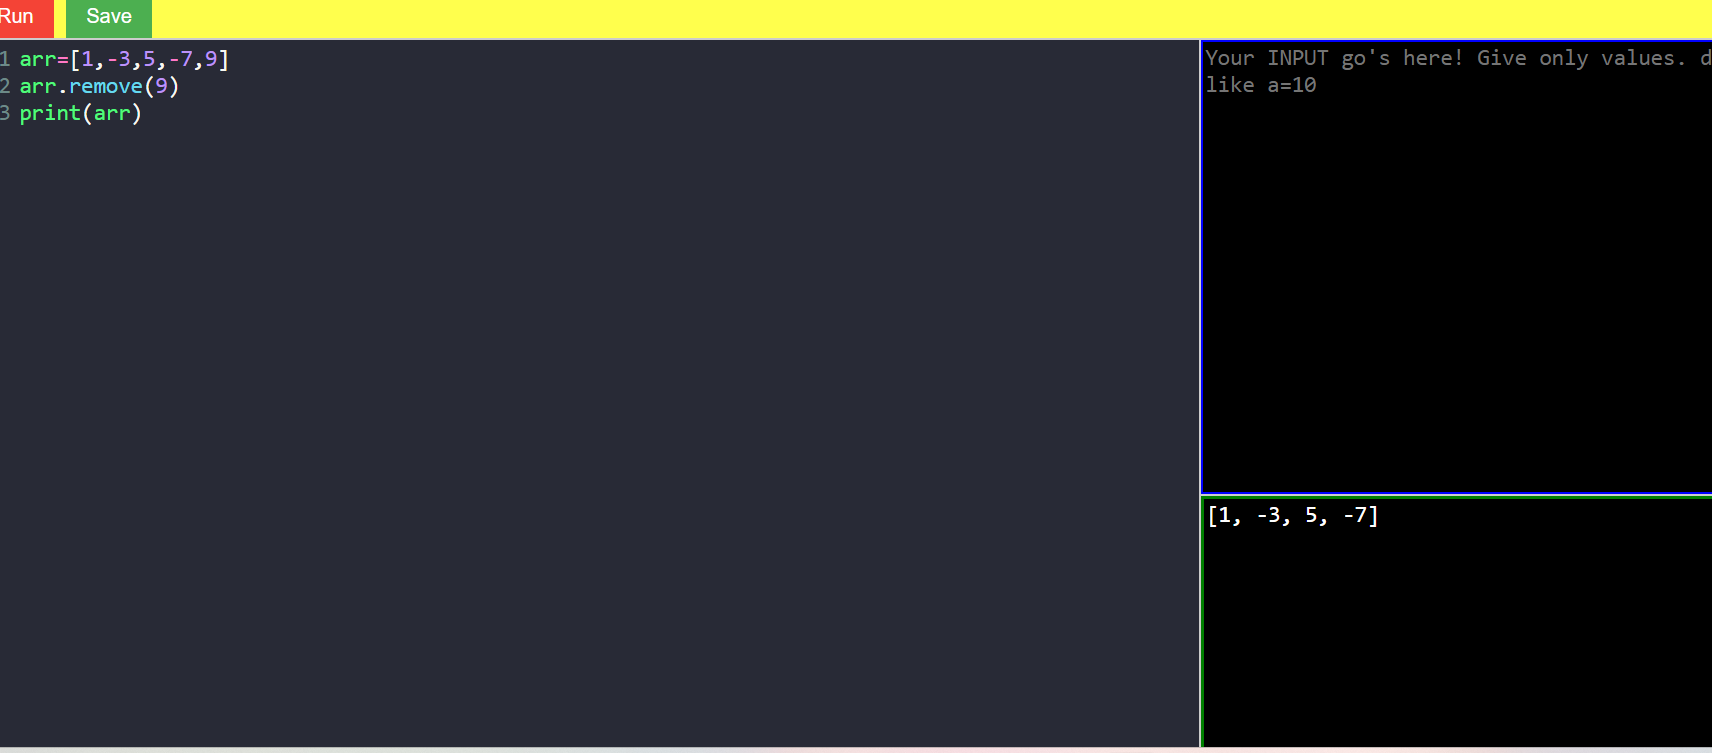 Run Save
1 arr=[1,-3,5,-7,9]
2 arr.remove(9)
3 print(arr)
Your INPUT go's here! Give only values. d
like a=10
[1, -3, 5, -7]